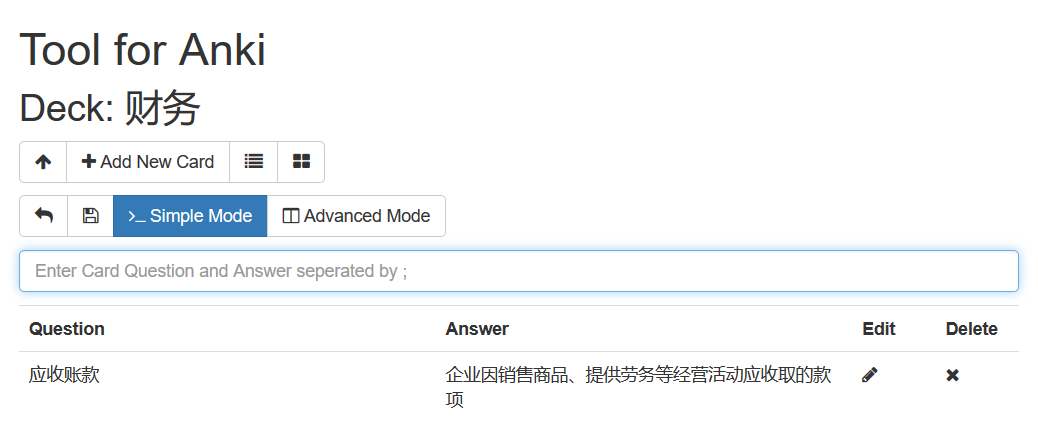 Tool for Anki
Deck: 财务
Add New Card
Simple Mode Advanced Mode
Enter Card Question and Answer seperated by ;
Question Answer Edit Delete
应收账款 企业因销售商品、提供劳务等经营活动应收取的款
项